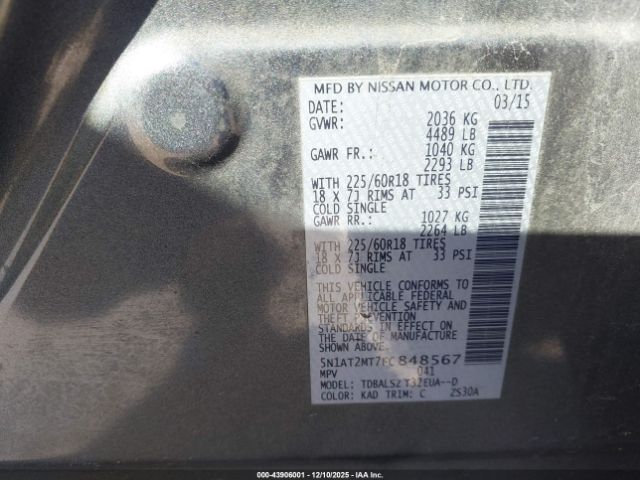 MFD BY NISSAN MOTOR CO., LTD.
DATE: 03/15
GVWR: 2036 KG
4489 LB
GAWR FR.: 1040 KG
2293 LB
WITH 225/60R18 TIRES
18 X 7J RIMS AT 33 PSI
COLD SINGLE
GAWR RR.: 1027 KG
2264 LB
WITH 225/60R18 TIRES
18 X 7J RIMS AT 33 PSI
COLD SINGLE
THIS VEHICLE CONFORMS TO
ALL APPLICABLE FEDERAL
MOTOR VEHICLE SAFETY AND
THEFT PREVENTION
STANDARDS IN EFFECT ON
THE DATE OF MANUFACTURE
SHOWN ABOVE.
5N1AT2MT7FC848567
MPV 041
MODEL: TDBALS2 T32EUA--D
COLOR: KAD TRIM: C 2S30A
000-43906001 - 12/10/2025 - IAA Inc.